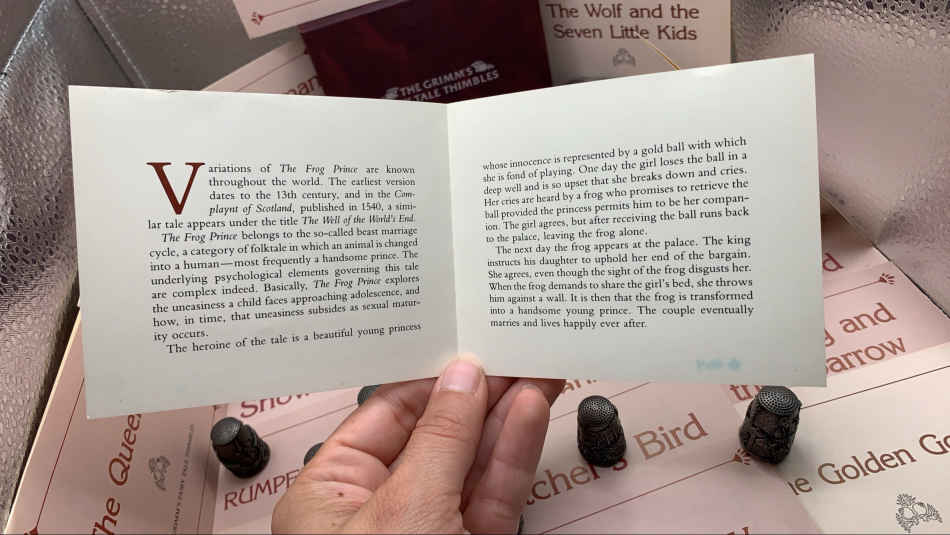 The Wolf and the
Seven Little Kids
THE GRIMM'S
TALE THIMBLES
Variations of The Frog Prince are known
throughout the world. The earliest version
dates to the 13th century, and in the Com-
playnt of Scotland, published in 1540, a simi-
lar tale appears under the title The Well of the World's End.
The Frog Prince belongs to the so-called beast marriage
cycle, a category of folktale in which an animal is changed
into a human—most frequently a handsome prince. The
underlying psychological elements governing this tale
are complex indeed. Basically, The Frog Prince explores
the uneasiness a child faces approaching adolescence, and
how, in time, that uneasiness subsides as sexual matur-
ity occurs.
The heroine of the tale is a beautiful young princess
whose innocence is represented by a gold ball with which
she is fond of playing. One day the girl loses the ball in a
deep well and is so upset that she breaks down and cries.
Her cries are heard by a frog who promises to retrieve the
ball provided the princess permits him to be her compan-
ion. The girl agrees, but after receiving the ball runs back
to the palace, leaving the frog alone.
The next day the frog appears at the palace. The king
instructs his daughter to uphold her end of the bargain.
She agrees, even though the sight of the frog disgusts her.
When the frog demands to share the girl's bed, she throws
him against a wall. It is then that the frog is transformed
into a handsome young prince. The couple eventually
marries and lives happily ever after.
The Queen
Snow
RUMPE
tcher's Bird
g and
arrow
he Golden Go